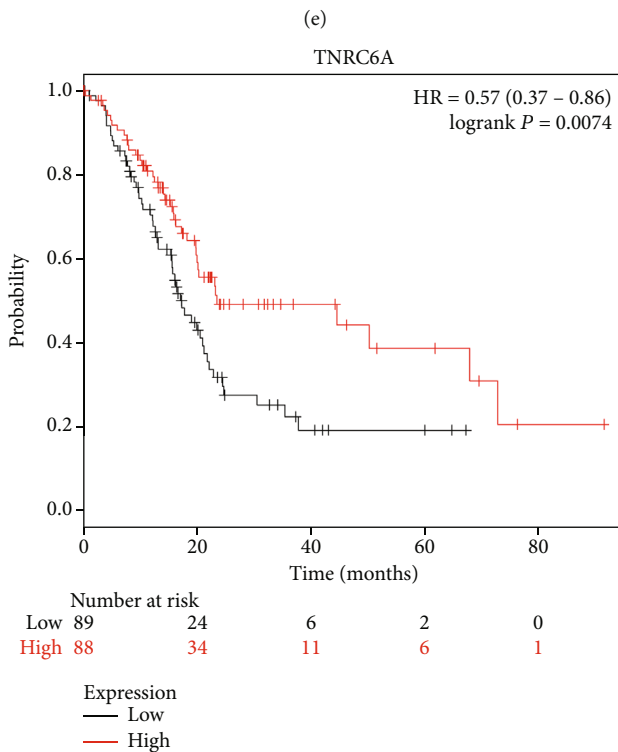 (e)
TNRC6A
HR = 0.57 (0.37 – 0.86)
logrank P = 0.0074
Probability
1.0
0.8
0.6
0.4
0.2
0.0
0 20 40 60 80
Time (months)
Number at risk
Low 89 24 6 2 0
High 88 34 11 6 1
Expression
Low
High